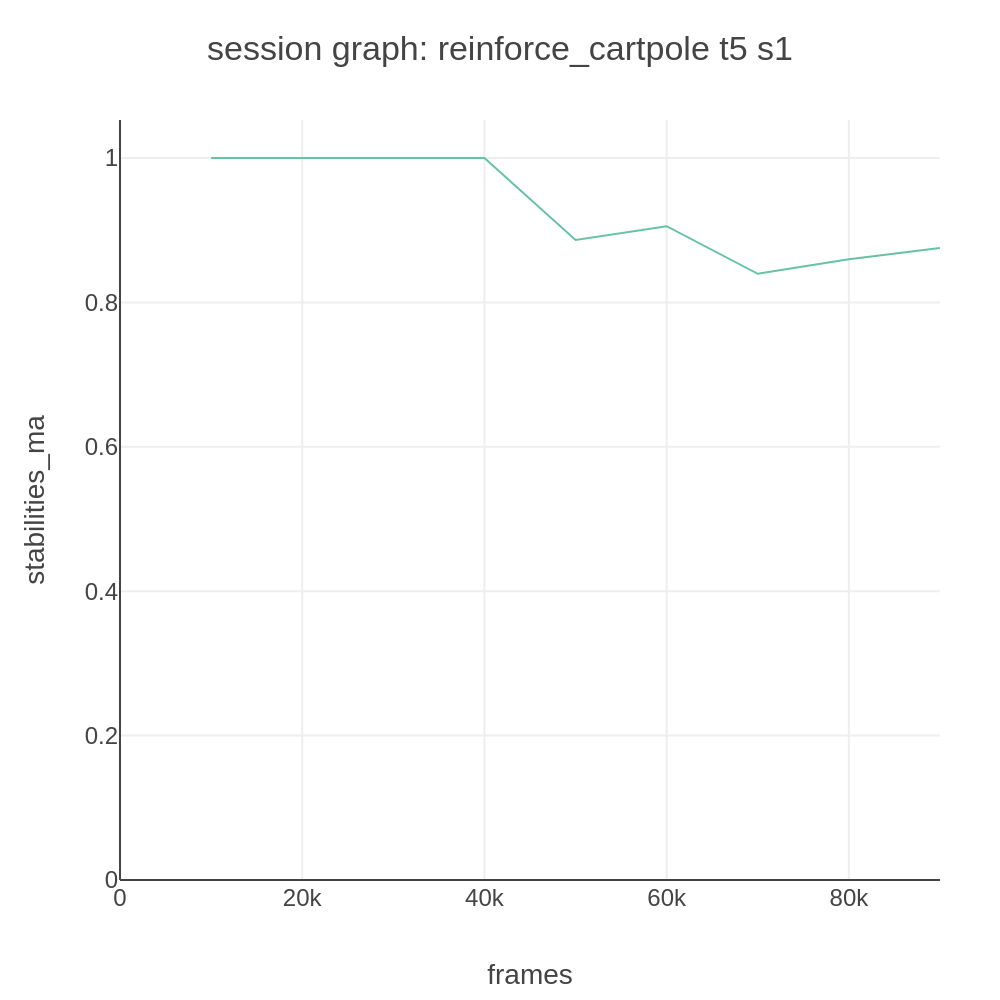 session graph: reinforce_cartpole t5 s1
stabilities_ma
1
0.8
0.6
0.4
0.2
0
0
20k
40k
60k
80k
frames